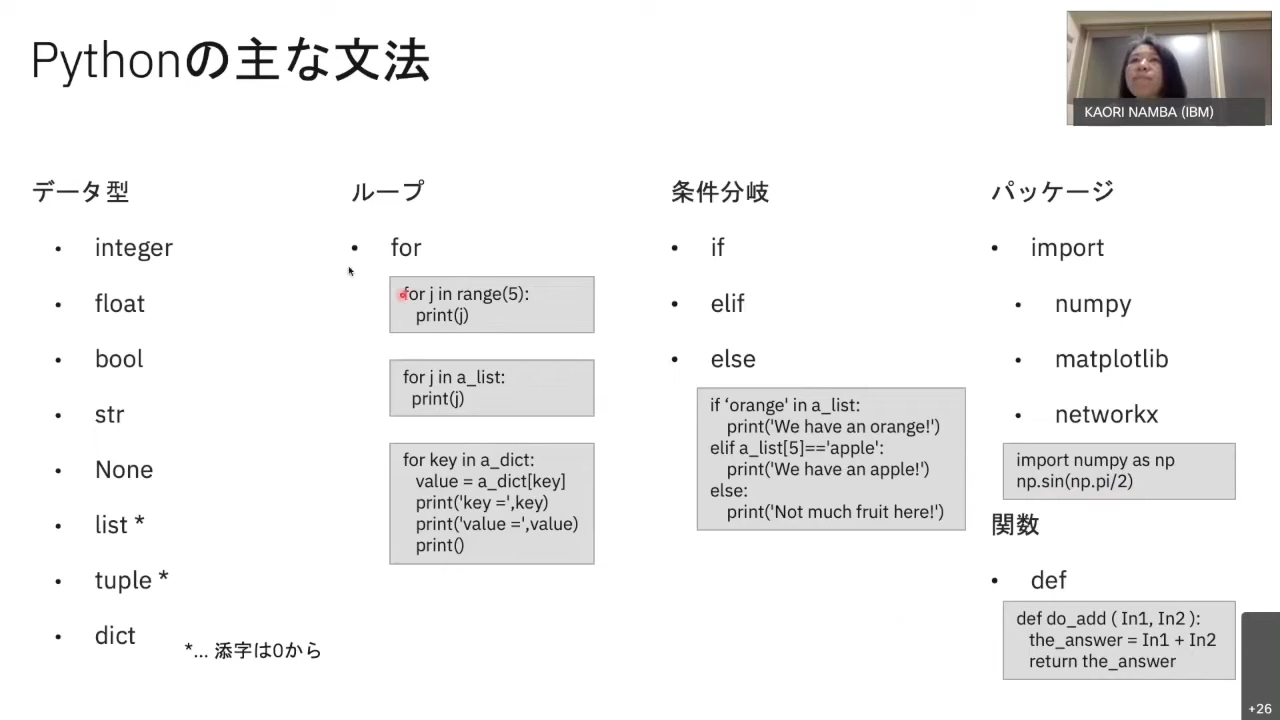 Pythonの主な文法
KAORI NAMBA (IBM)
データ型
• integer
• float
• bool
• str
• None
• list *
• tuple *
• dict
*... 添字は0から
ループ
• for
for j in range(5):
print(j)
for j in a_list:
print(j)
for key in a_dict:
value = a_dict[key]
print('key =',key)
print('value =',value)
print()
条件分岐
• if
• elif
• else
if ‘orange' in a_list:
print('We have an orange!')
elif a_list[5]=='apple':
print('We have an apple!')
else:
print('Not much fruit here!')
パッケージ
• import
• numpy
• matplotlib
• networkx
import numpy as np
np.sin(np.pi/2)
関数
• def
def do_add ( In1, In2 ):
the_answer = In1 + In2
return the_answer
+26